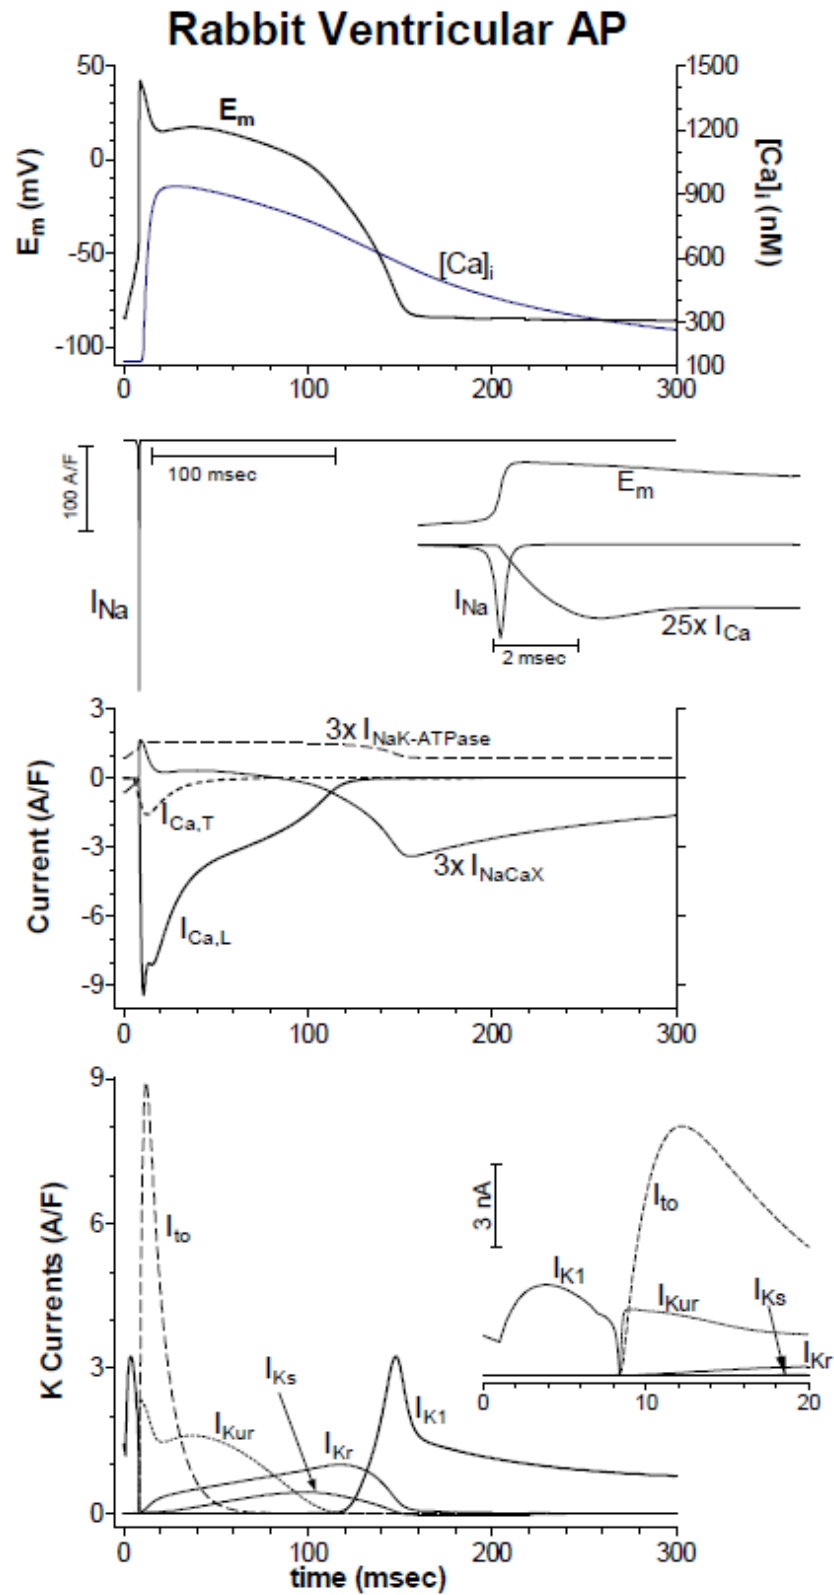 Rabbit Ventricular AP
50
0
-50
-100
Em (mV)
Em
[Ca]i
1500
1200
900
600
300
100
[Ca]i (nM)
0 100 200 300
100 A/F
100 msec
INa
Em
INa
25x ICa
2 msec
3
0
-3
-6
-9
Current (A/F)
3x INaK-ATPase
ICa,T
3x INaCaX
ICa,L
0 100 200 300
9
6
3
0
K Currents (A/F)
Ito
IKs
IKur
IKr
IK1
3 nA
Ito
IK1
IKur
IKs
IKr
0 10 20
0 100 200 300
time (msec)